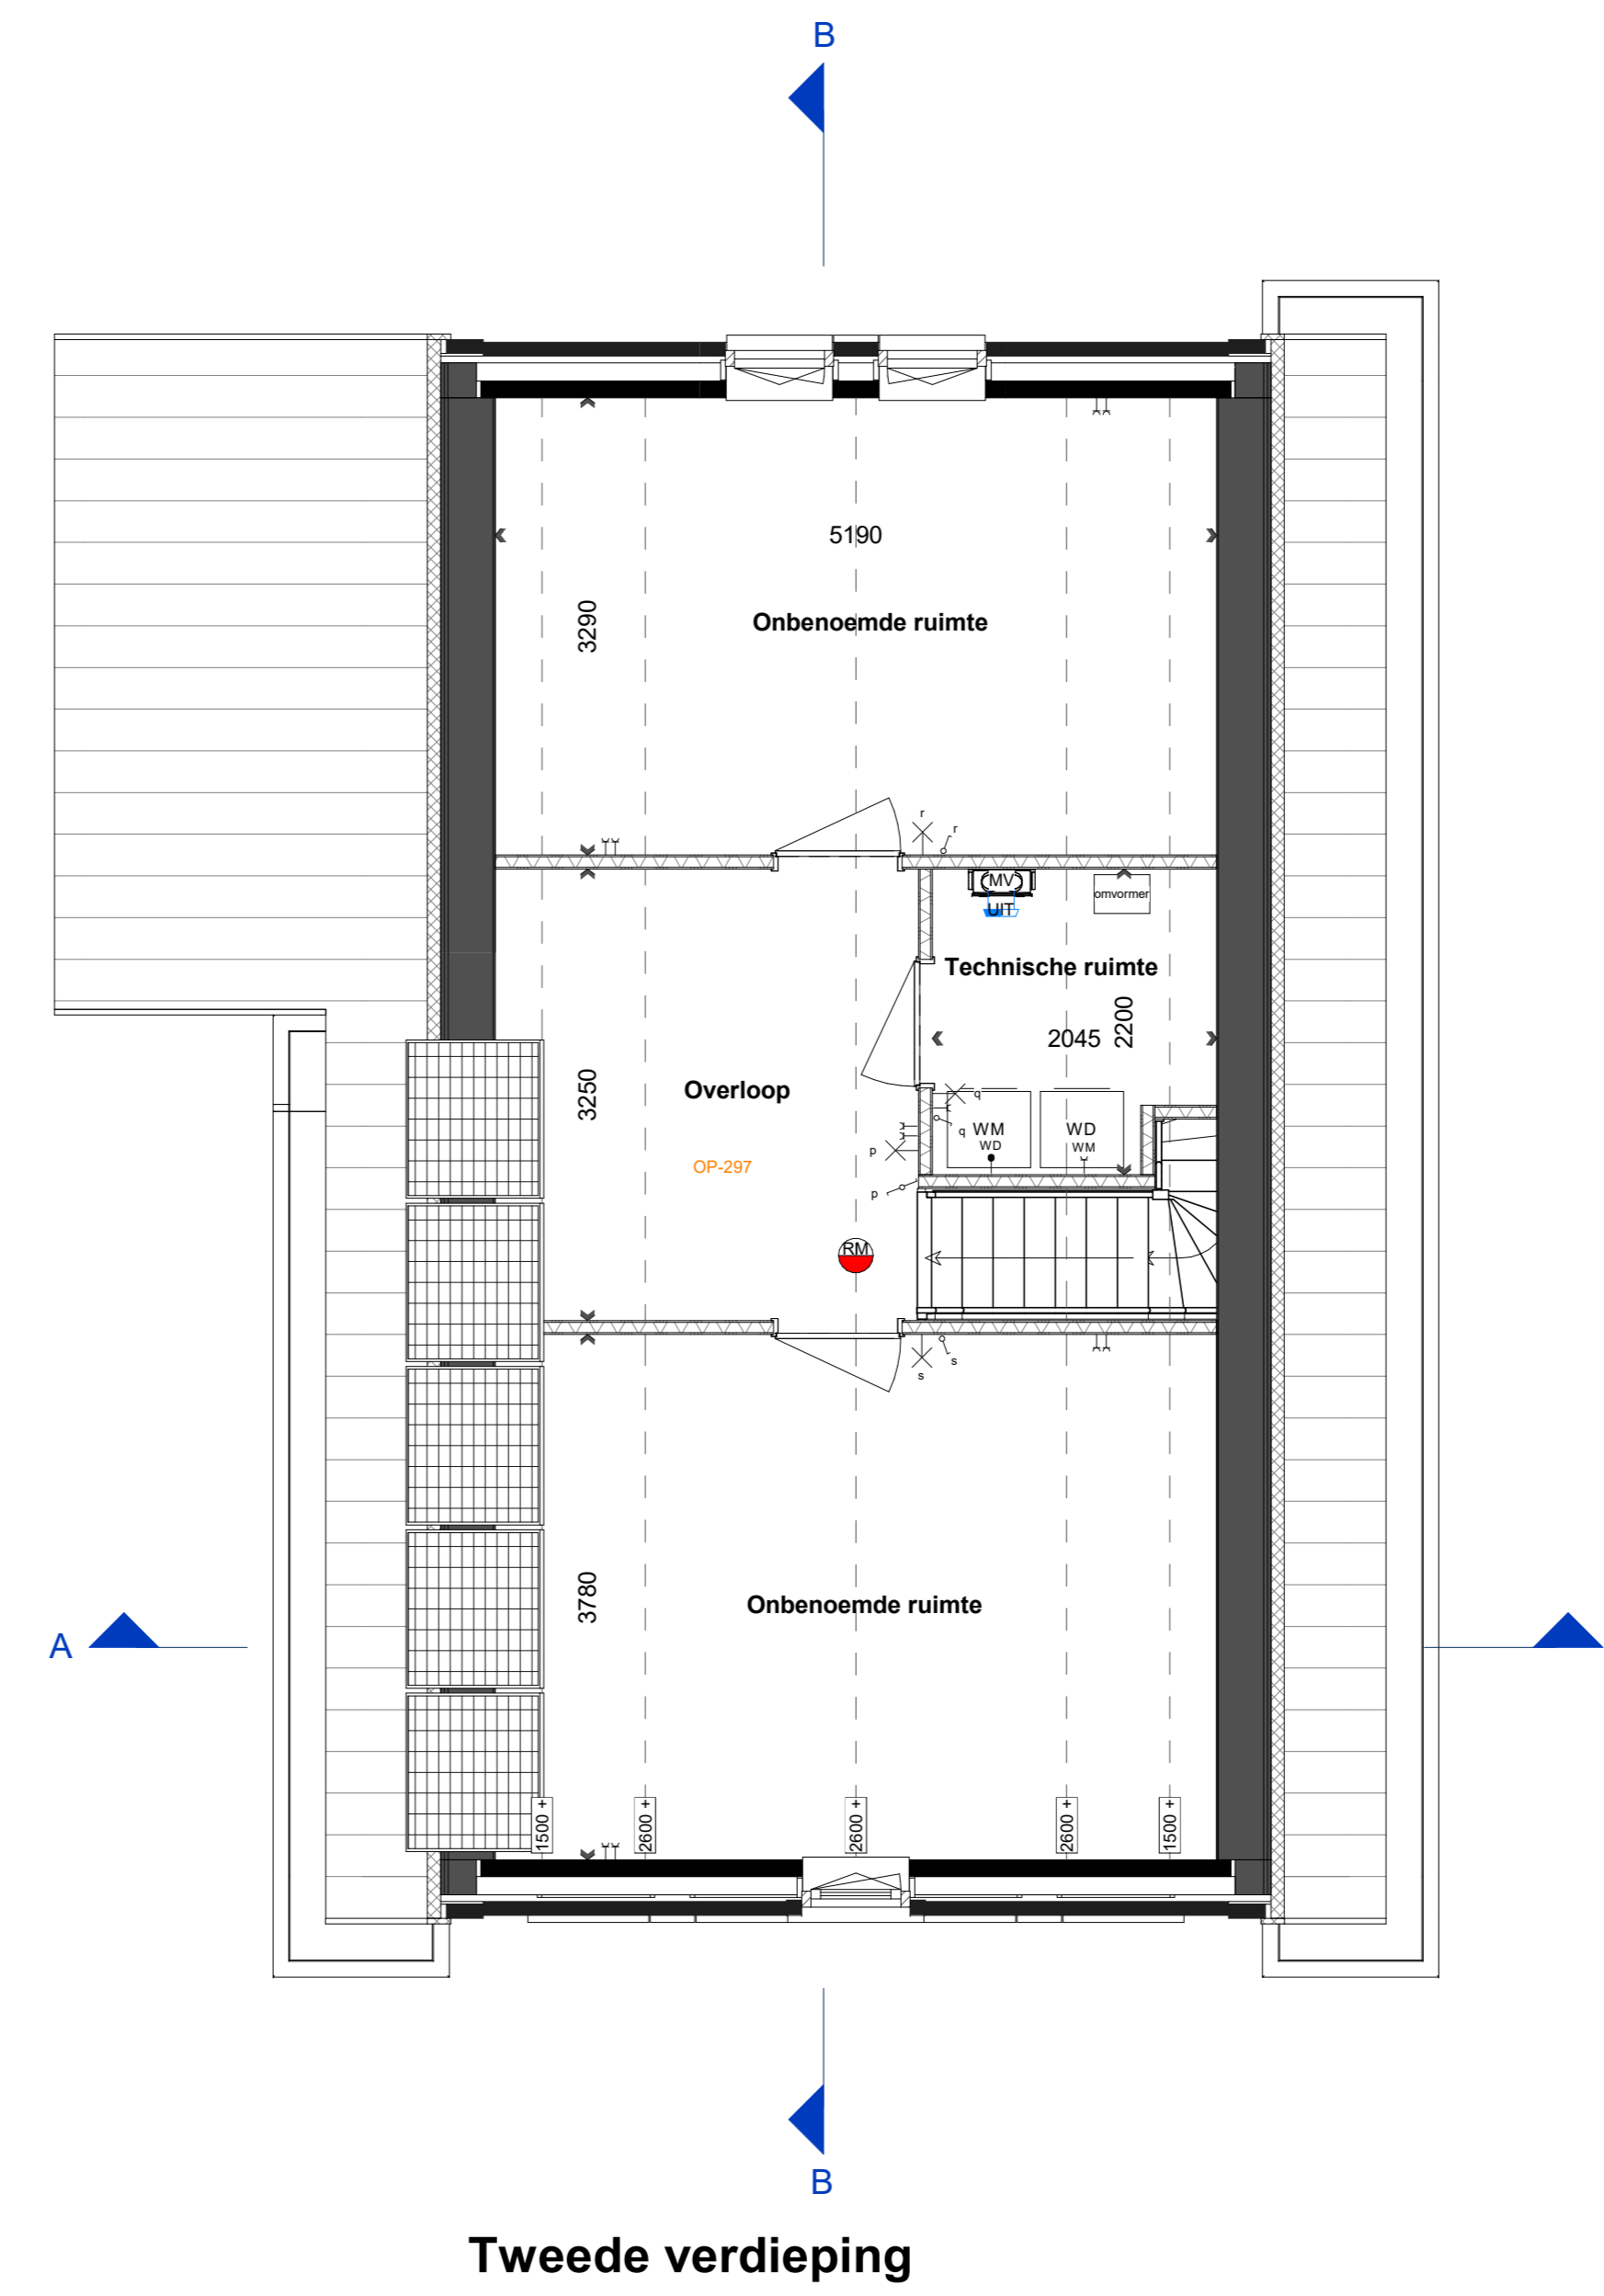 B
5190
3290
Onbenoemde ruimte
r
r
MV
UIT
omvormer
Technische ruimte
2045
2200
3250
Overloop
OP-297
q
q
WM
WD
WD
WM
p
p
RM
s
s
3780
Onbenoemde ruimte
A
1500 +
2600 +
2600 +
2600 +
1500 +
B
Tweede verdieping